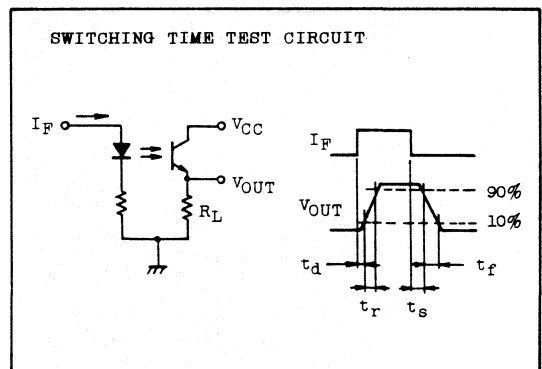 SWITCHING TIME TEST CIRCUIT
IF
VCC
VOUT
RL
IF
VOUT
90%
10%
td
tr
ts
tf